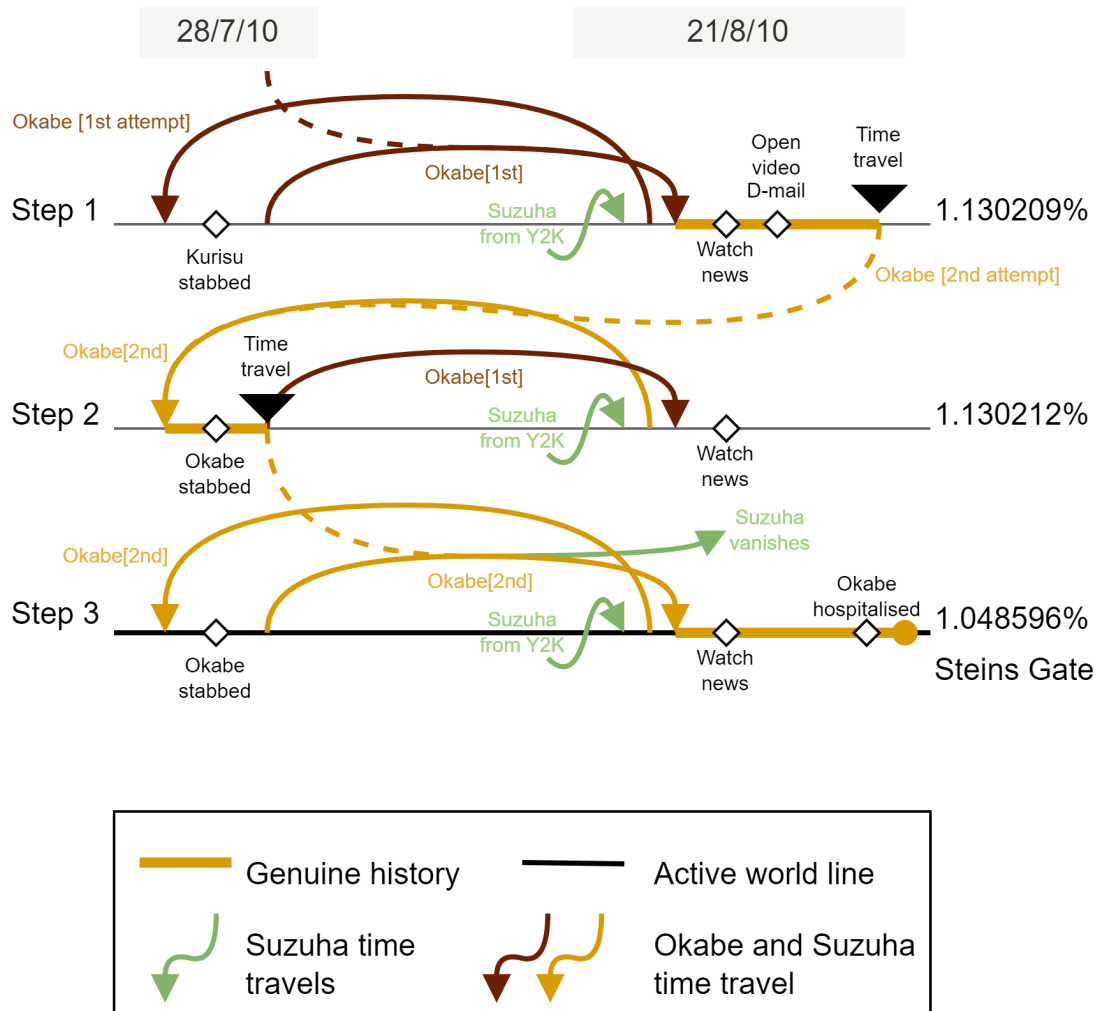 28/7/10
21/8/10
Okabe [1st attempt]
Okabe[1st]
Open
video
D-mail
Time
travel
Step 1
Suzuha
from Y2K
1.130209%
Kurisu
stabbed
Watch
news
Okabe [2nd attempt]
Okabe[2nd]
Time
travel
Okabe[1st]
Step 2
Suzuha
from Y2K
1.130212%
Okabe
stabbed
Watch
news
Suzuha
vanishes
Okabe[2nd]
Okabe[2nd]
Okabe
hospitalised
Step 3
Suzuha
from Y2K
1.048596%
Okabe
stabbed
Watch
news
Steins Gate
Genuine history
Active world line
Suzuha time
travels
Okabe and Suzuha
time travel